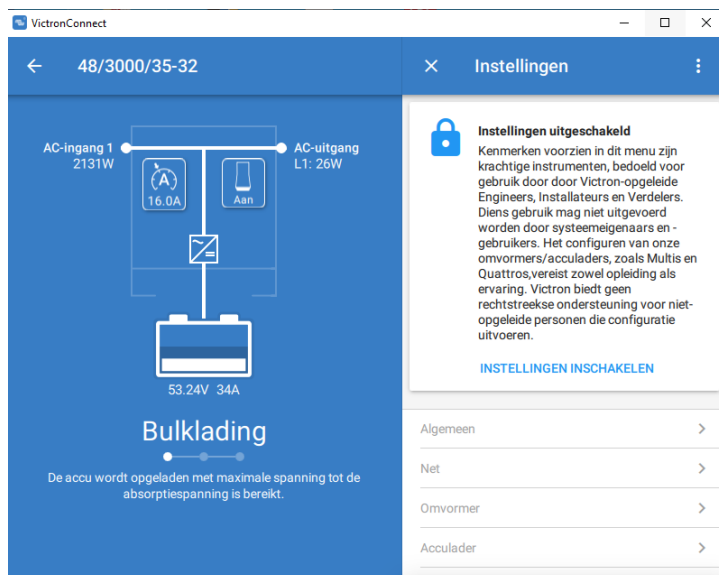 VictronConnect
48/3000/35-32
AC-ingang 1
2131W
AC-uitgang
L1: 26W
A
16.0A
Aan
53.24V 34A
Bulklading
De accu wordt opgeladen met maximale spanning tot de
absorptiespanning is bereikt.
Instellingen
Instellingen uitgeschakeld
Kenmerken voorzien in dit menu zijn
krachtige instrumenten, bedoeld voor
gebruik door door Victron-opgeleide
Engineers, Installateurs en Verdelers.
Diens gebruik mag niet uitgevoerd
worden door systeemeigenaars en -
gebruikers. Het configuren van onze
omvormers/acculaders, zoals Multis en
Quattros,vereist zowel opleiding als
ervaring. Victron biedt geen
rechtstreekse ondersteuning voor niet-
opgeleide personen die configuratie
uitvoeren.
INSTELLINGEN INSCHAKELEN
Algemeen
Net
Omvormer
Acculader